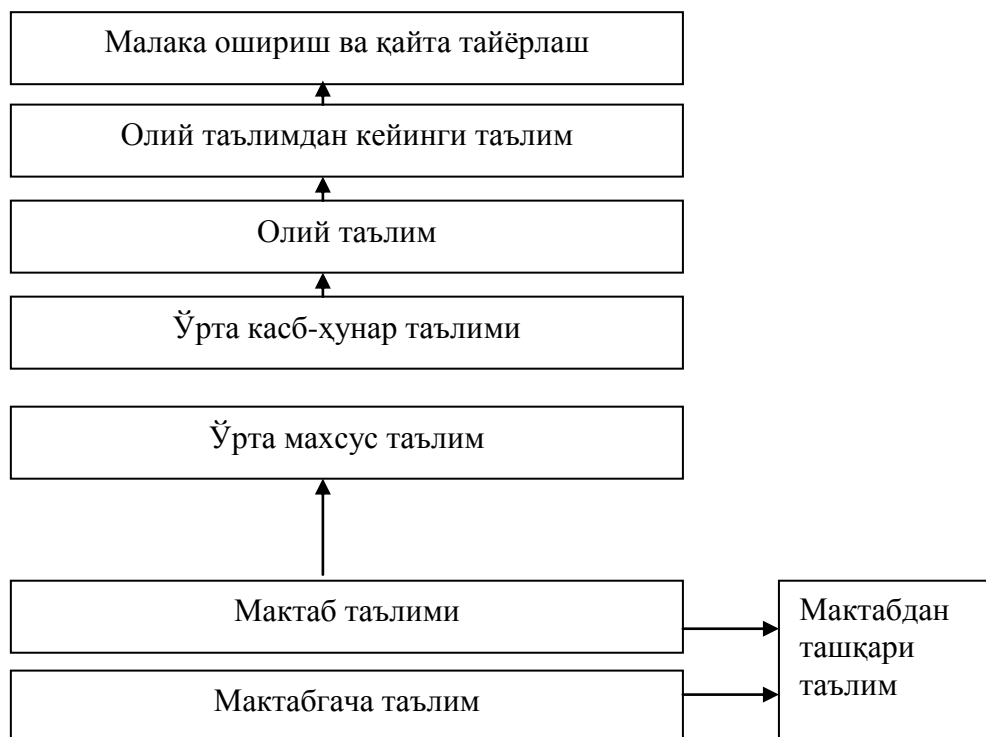 Малака ошириш ва қайта тайёрлаш
Олий таълимдан кейинги таълим
Олий таълим
Ўрта касб-ҳунар таълими
Ўрта махсус таълим
Мактаб таълими
Мактабгача таълим
Мактабдан
ташқари
таълим